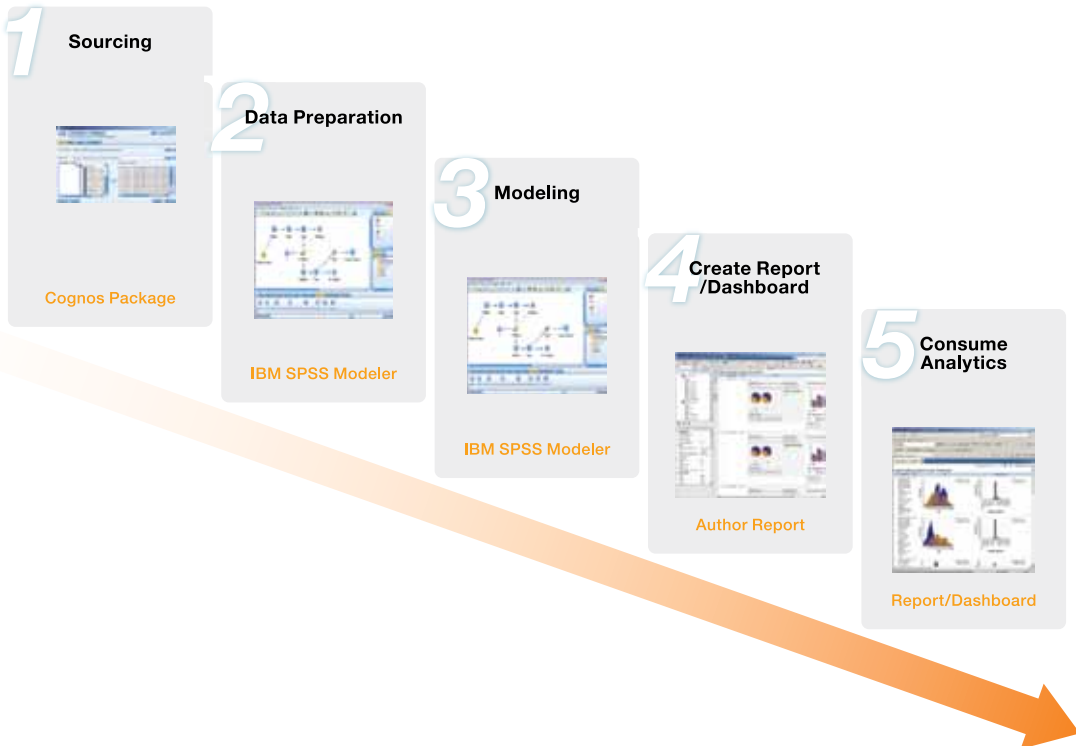 1
Sourcing
Cognos Package
2
Data Preparation
IBM SPSS Modeler
3
Modeling
IBM SPSS Modeler
4
Create Report
/Dashboard
Author Report
5
Consume
Analytics
Report/Dashboard